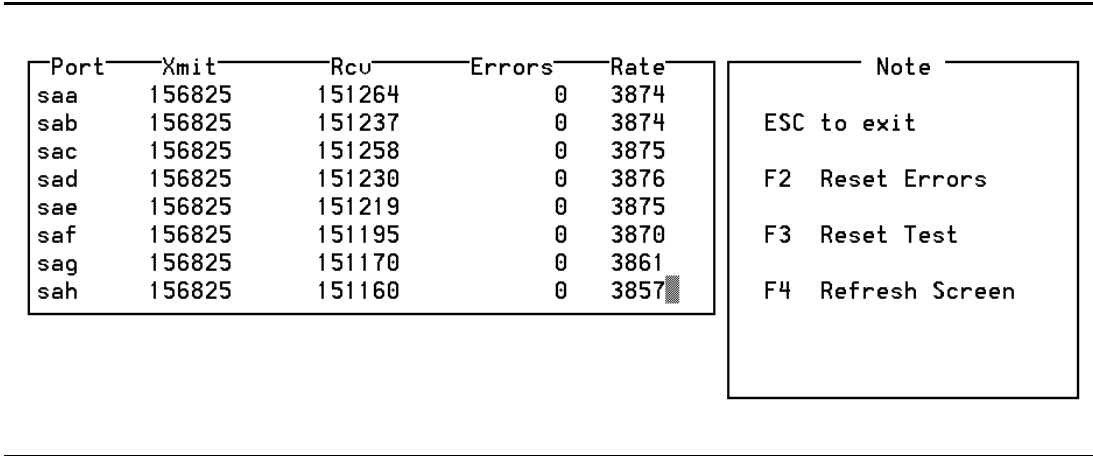 Port Xmit Rcv Errors Rate
saa 156825 151264 0 3874
sab 156825 151237 0 3874
sac 156825 151258 0 3875
sad 156825 151230 0 3876
sae 156825 151219 0 3875
saf 156825 151195 0 3870
sag 156825 151170 0 3861
sah 156825 151160 0 3857
Note
ESC to exit
F2 Reset Errors
F3 Reset Test
F4 Refresh Screen